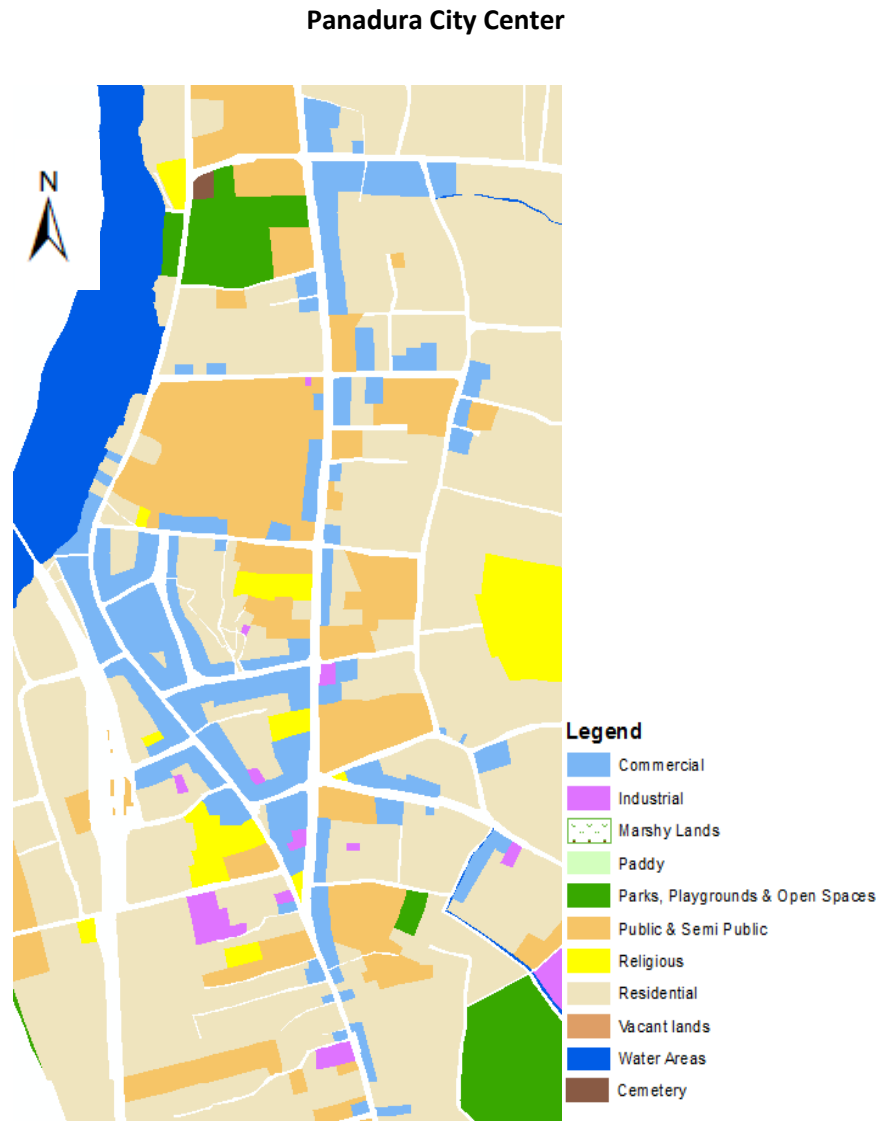 Panadura City Center
N
Legend
Commercial
Industrial
Marshy Lands
Paddy
Parks, Playgrounds & Open Spaces
Public & Semi Public
Religious
Residential
Vacant lands
Water Areas
Cemetery